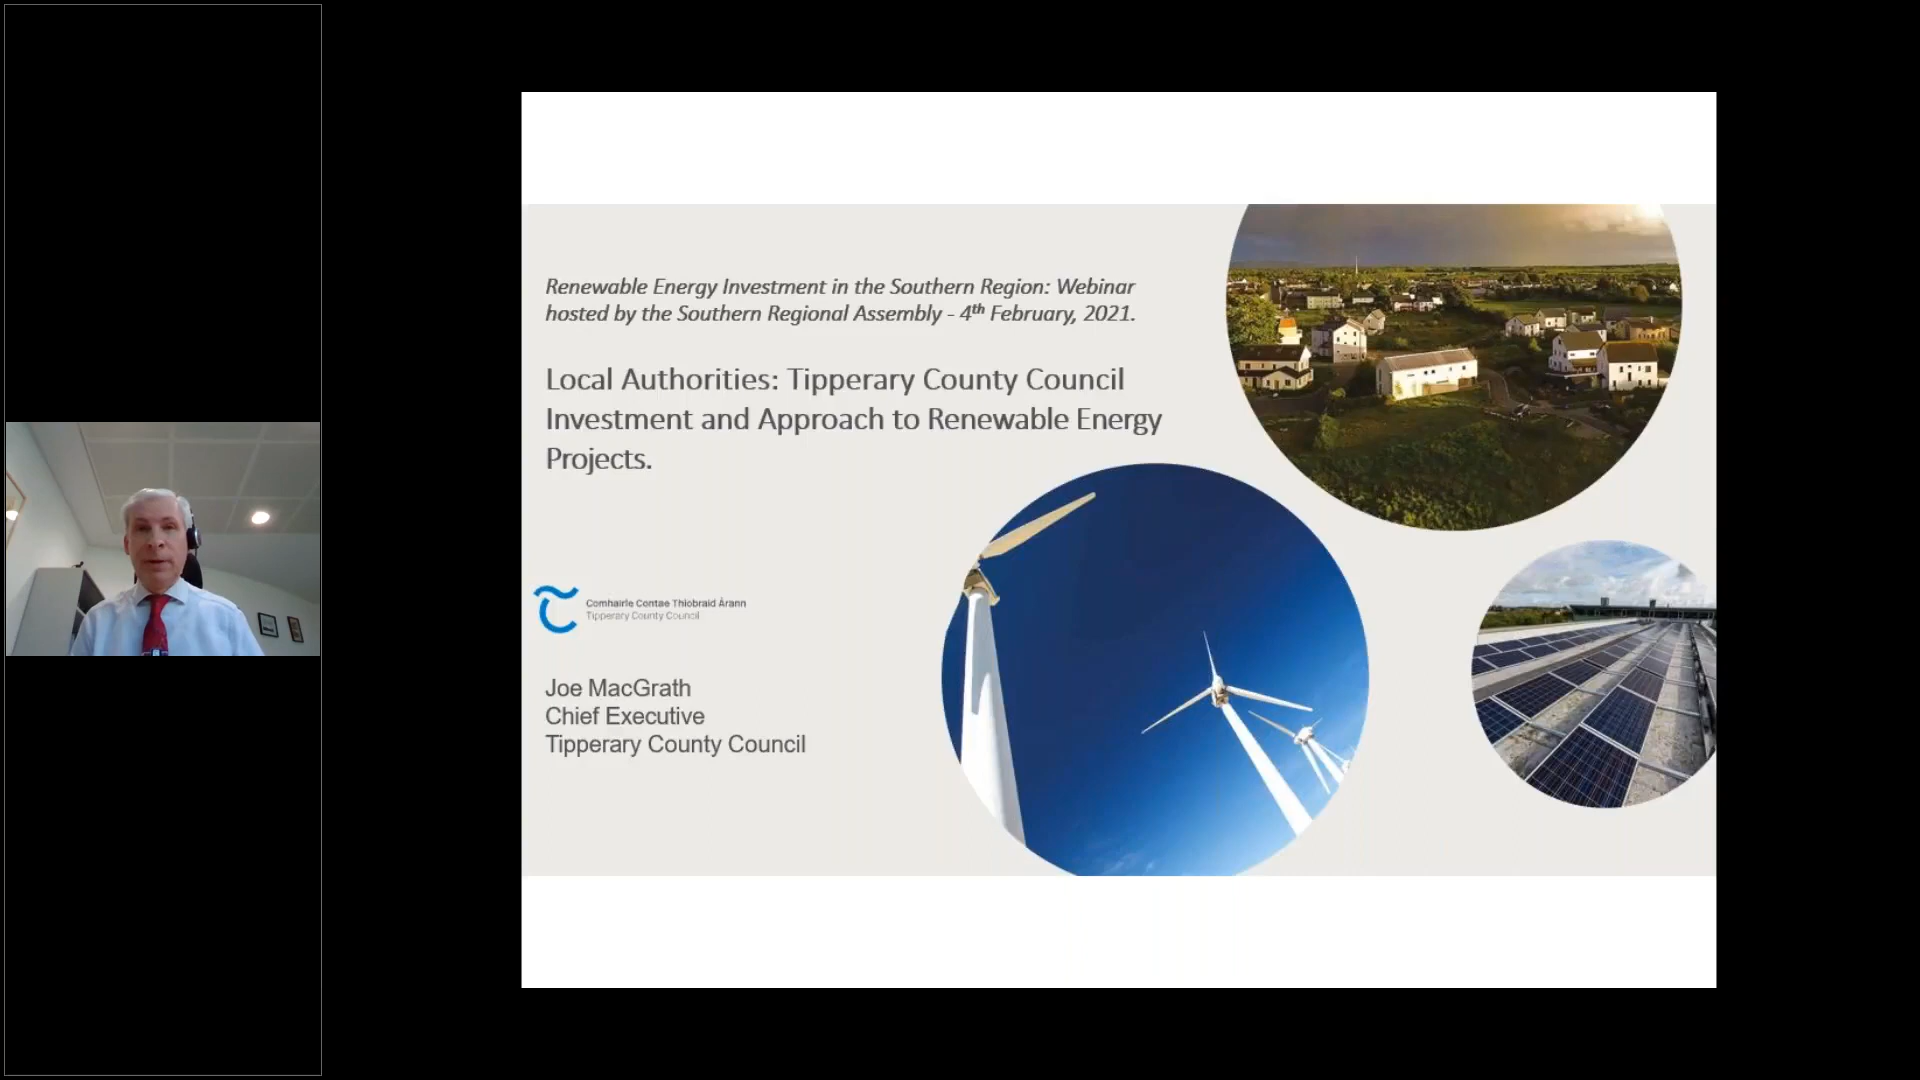 Renewable Energy Investment in the Southern Region: Webinar
hosted by the Southern Regional Assembly - 4th February, 2021.
Local Authorities: Tipperary County Council
Investment and Approach to Renewable Energy
Projects.
Comhairle Contae Thiobraid Árann
Tipperary County Council
Joe MacGrath
Chief Executive
Tipperary County Council